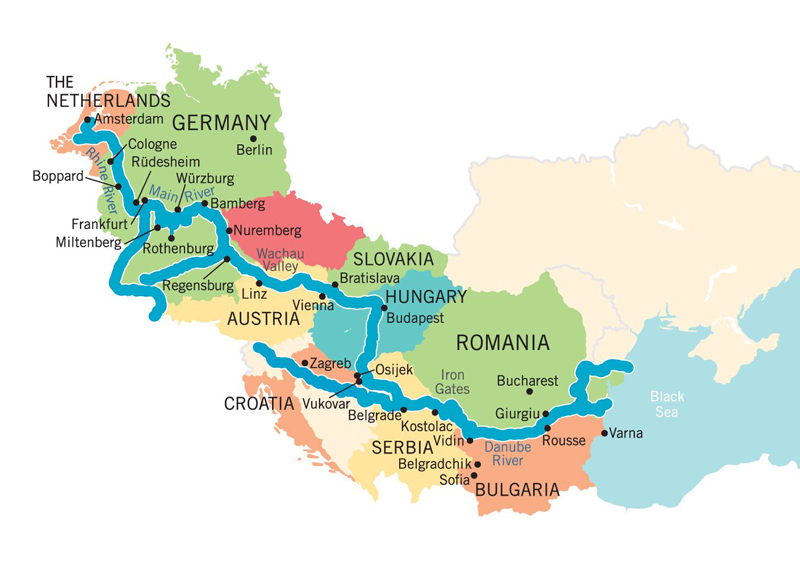 THE
NETHERLANDS
Amsterdam
GERMANY
Berlin
Cologne
Rüdesheim
Boppard
Rhine River
Main River
Würzburg
Bamberg
Frankfurt
Miltenberg
Rothenburg
Nuremberg
Regensburg
Wachau
Valley
SLOVAKIA
Bratislava
Linz
Vienna
AUSTRIA
HUNGARY
Budapest
ROMANIA
Zagreb
Osijek
Iron
Gates
Bucharest
Black
Sea
CROATIA
Vukovar
Belgrade
Kostolac
Giurgiu
Vidin
Rousse
Varna
SERBIA
Danube
River
Belgradchik
Sofia
BULGARIA